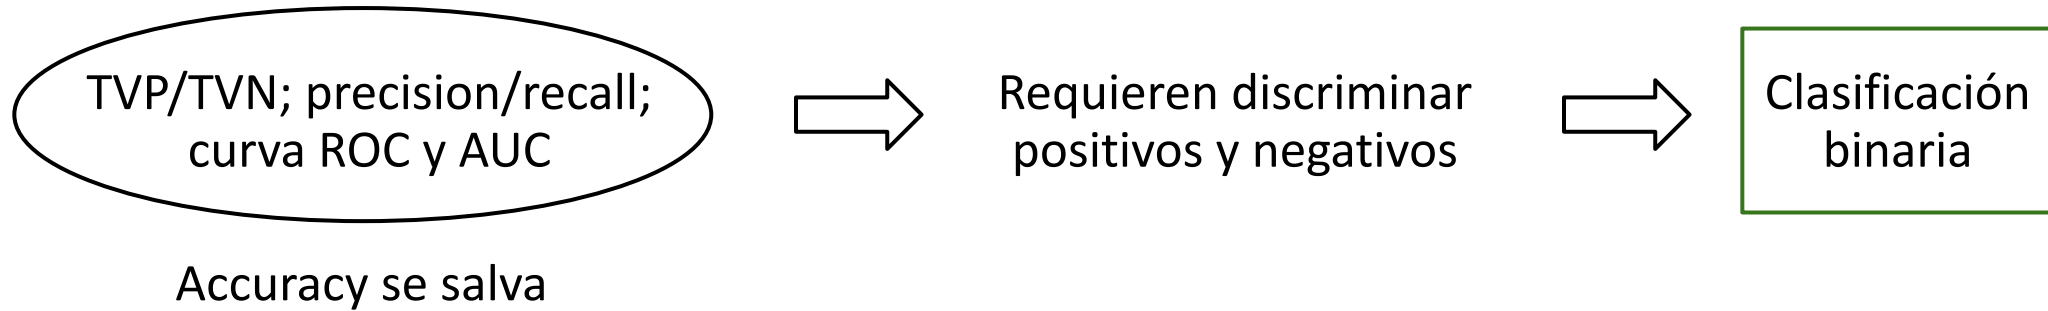 TVP/TVN; precision/recall;
curva ROC y AUC
Requieren discriminar
positivos y negativos
Clasificación
binaria
Accuracy se salva